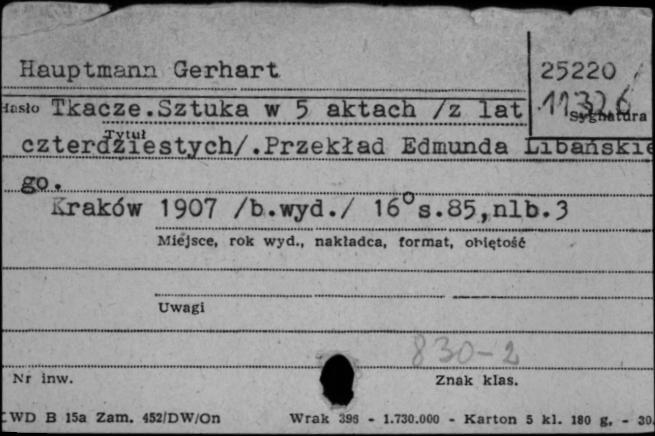 Hauptmann Gerhart
25220
11326
Hasło Tkacze.Sztuka w 5 aktach /z lat
Sygnatura
Tytuł
czterdziestych/.Przekład Edmunda Libańskie
go.
Kraków 1907 /b.wyd./ 16° s.85,nlb.3
Miejsce, rok wyd., nakładca, format, objętość
Uwagi
830-2
Nr inw.
Znak klas.
ZWD B 15a Zam. 452/DW/On
Wrak 396 - 1.730.000 - Karton 5 kl. 180 g. - 30.